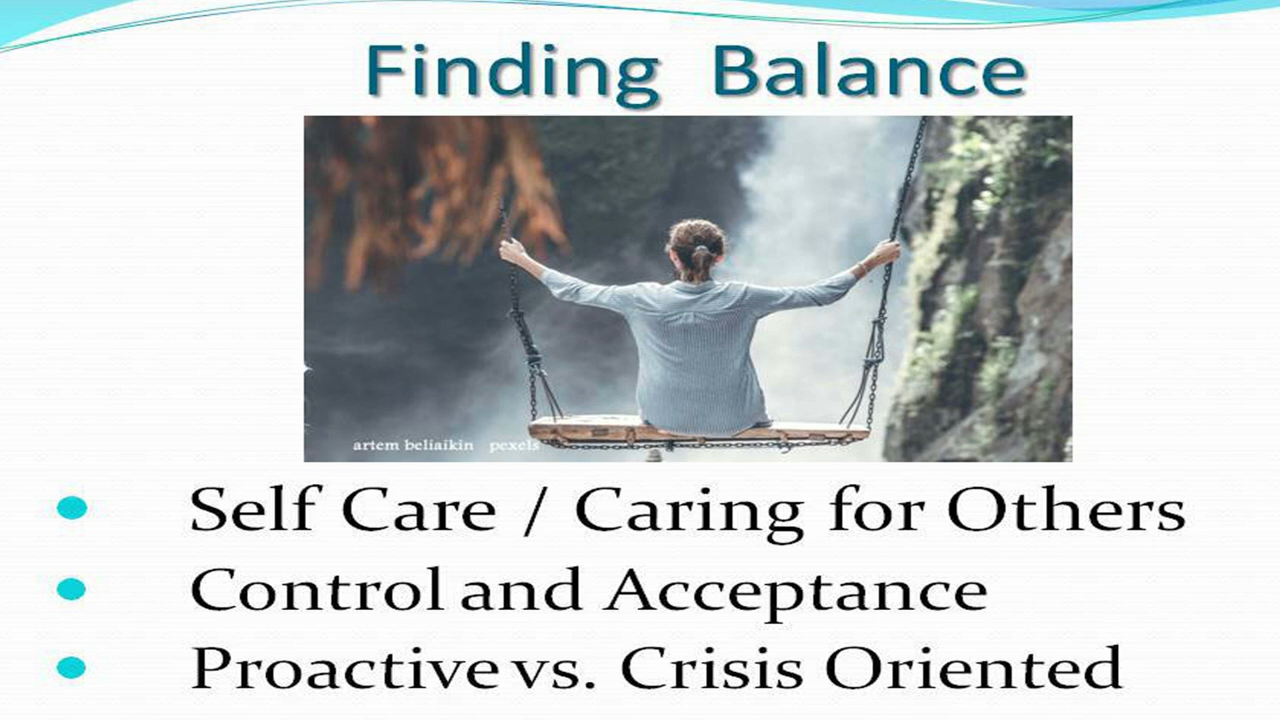 Finding Balance
artem beliaikin pexels
Self Care / Caring for Others
Control and Acceptance
Proactive vs. Crisis Oriented